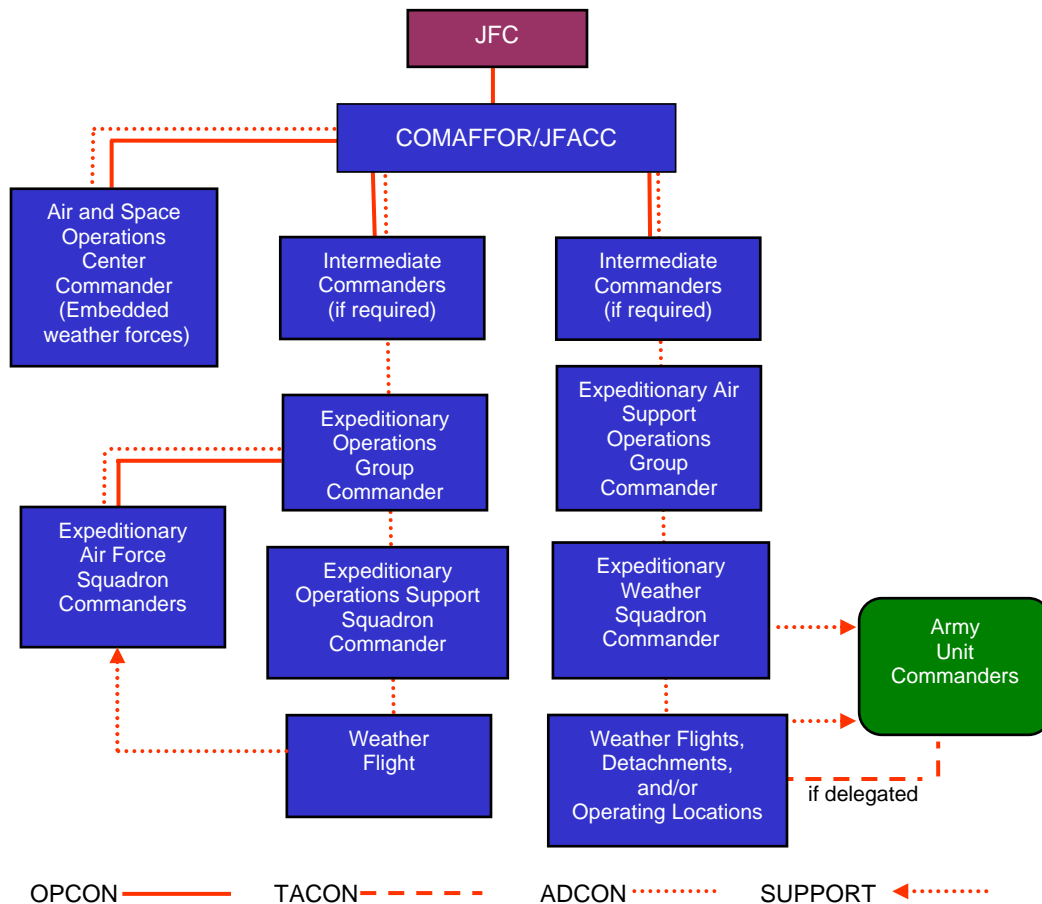 JFC
COMAFFOR/JFACC
Air and Space
Operations
Center
Commander
(Embedded
weather forces)
Intermediate
Commanders
(if required)
Intermediate
Commanders
(if required)
Expeditionary
Operations
Group
Commander
Expeditionary Air
Support
Operations
Group
Commander
Expeditionary
Air Force
Squadron
Commanders
Expeditionary
Operations Support
Squadron
Commander
Expeditionary
Weather
Squadron
Commander
Army
Unit
Commanders
Weather
Flight
Weather Flights,
Detachments,
and/or
Operating Locations
if delegated
OPCON TACON ADCON SUPPORT